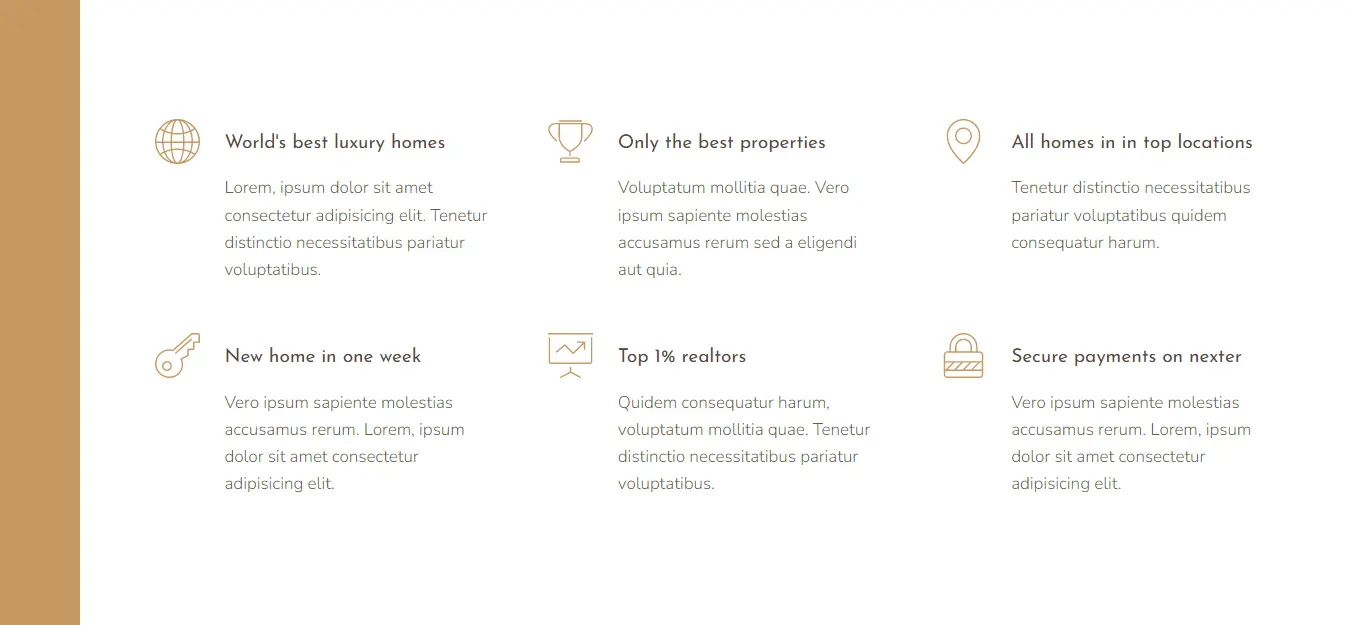 World's best luxury homes
Lorem, ipsum dolor sit amet
consectetur adipisicing elit. Tenetur
distinctio necessitatibus pariatur
voluptatibus.
Only the best properties
Voluptatum mollitia quae. Vero
ipsum sapiente molestias
accusamus rerum sed a eligendi
aut quia.
All homes in in top locations
Tenetur distinctio necessitatibus
pariatur voluptatibus quidem
consequatur harum.
New home in one week
Vero ipsum sapiente molestias
accusamus rerum. Lorem, ipsum
dolor sit amet consectetur
adipisicing elit.
Top 1% realtors
Quidem consequatur harum,
voluptatum mollitia quae. Tenetur
distinctio necessitatibus pariatur
voluptatibus.
Secure payments on nexter
Vero ipsum sapiente molestias
accusamus rerum. Lorem, ipsum
dolor sit amet consectetur
adipisicing elit.